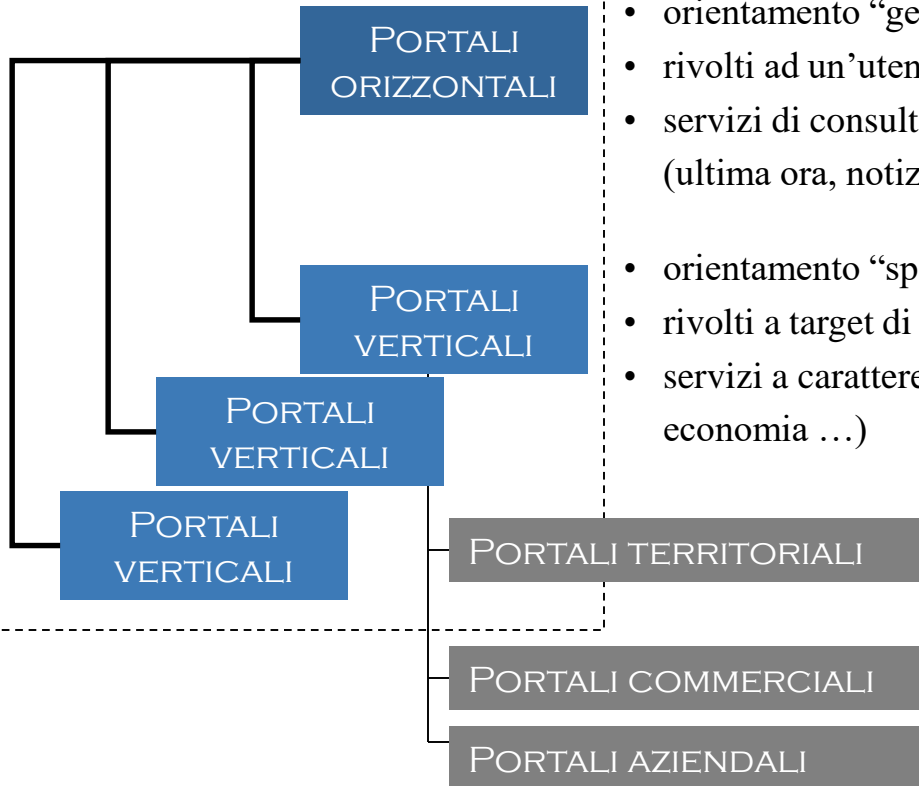 PORTALI
ORIZZONTALI
• orientamento “ge
• rivolti ad un’uten
• servizi di consult
(ultima ora, notiz
PORTALI
VERTICALI
• orientamento “sp
• rivolti a target di
• servizi a carattere
economia …)
PORTALI
VERTICALI
PORTALI
VERTICALI
PORTALI TERRITORIALI
PORTALI COMMERCIALI
PORTALI AZIENDALI